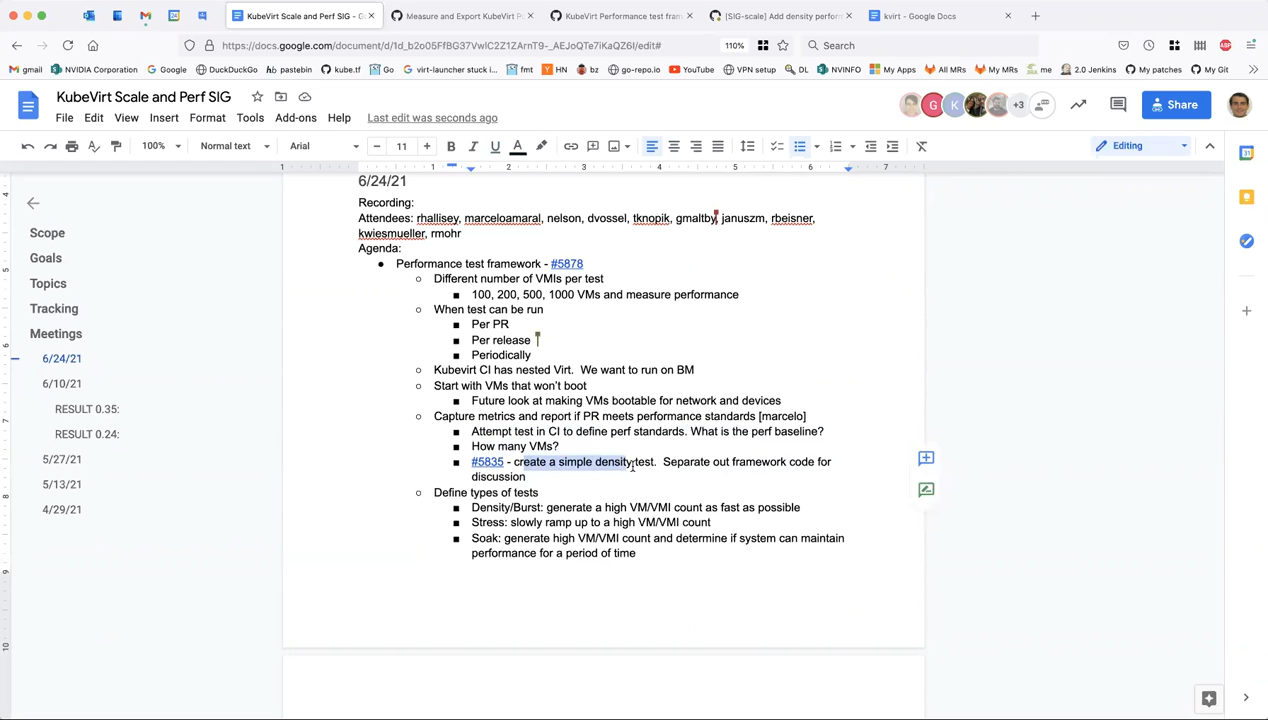 KubeVirt Scale and Perf SIG - G
Measure and Export KubeVirt P
KubeVirt Performance test fram
[SIG-scale] Add density perform
kvirt - Google Docs
https://docs.google.com/document/d/1d_b2o05FfBG37VwlC2Z1ZArnT9-_AEJoQTe7iKaQZ6I/edit#
110%
Search
gmail
NVIDIA Corporation
Google
DuckDuckGo
pastebin
kube.tf
Go
virt-launcher stuck i...
fmt
HN
bz
go-repo.io
YouTube
VPN setup
DL
NVINFO
My Apps
All MRs
My MRs
me
2.0 Jenkins
My patches
My Git
KubeVirt Scale and Perf SIG
File Edit View Insert Format Tools Add-ons Help Last edit was seconds ago
G K +3
Share
100% Normal text Arial 11
Editing
1 1 2 3 4 5 6 7
Scope
Goals
Topics
Tracking
Meetings
6/24/21
6/10/21
RESULT 0.35:
RESULT 0.24:
5/27/21
5/13/21
4/29/21
6/24/21
Recording:
Attendees: rhallisey, marceloamaral, nelson, dvossel, tknopik, gmaltby, januszm, rbeisner,
kwiesmueller, rmohr
Agenda:
Performance test framework - #5878
Different number of VMIs per test
100, 200, 500, 1000 VMs and measure performance
When test can be run
Per PR
Per release
Periodically
Kubevirt CI has nested Virt. We want to run on BM
Start with VMs that won't boot
Future look at making VMs bootable for network and devices
Capture metrics and report if PR meets performance standards [marcelo]
Attempt test in CI to define perf standards. What is the perf baseline?
How many VMs?
#5835 - create a simple density test. Separate out framework code for
discussion
Define types of tests
Density/Burst: generate a high VM/VMI count as fast as possible
Stress: slowly ramp up to a high VM/VMI count
Soak: generate high VM/VMI count and determine if system can maintain
performance for a period of time